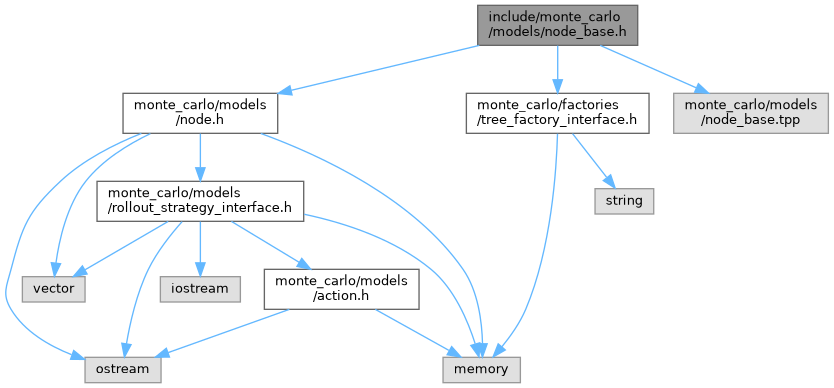 include/monte_carlo
/models/node_base.h
monte_carlo/models
/node.h
monte_carlo/factories
/tree_factory_interface.h
monte_carlo/models
/node_base.tpp
monte_carlo/models
/rollout_strategy_interface.h
string
vector
iostream
monte_carlo/models
/action.h
ostream
memory